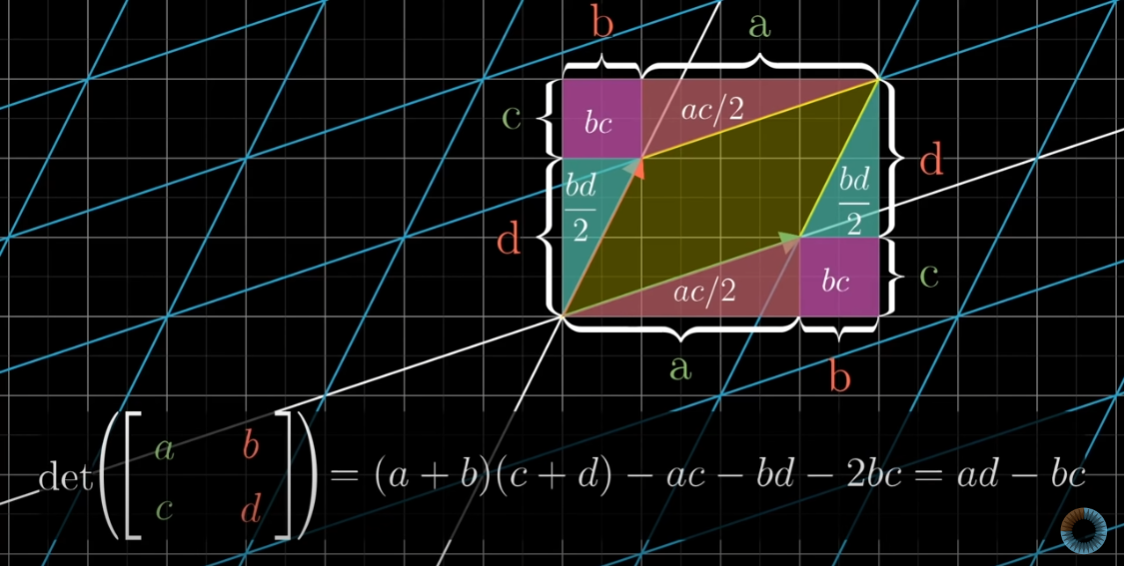 b a
c bc ac/2
bd/2 bd/2 d
d
ac/2 bc c
a b
det([a b; c d]) = (a + b)(c + d) − ac − bd − 2bc = ad − bc